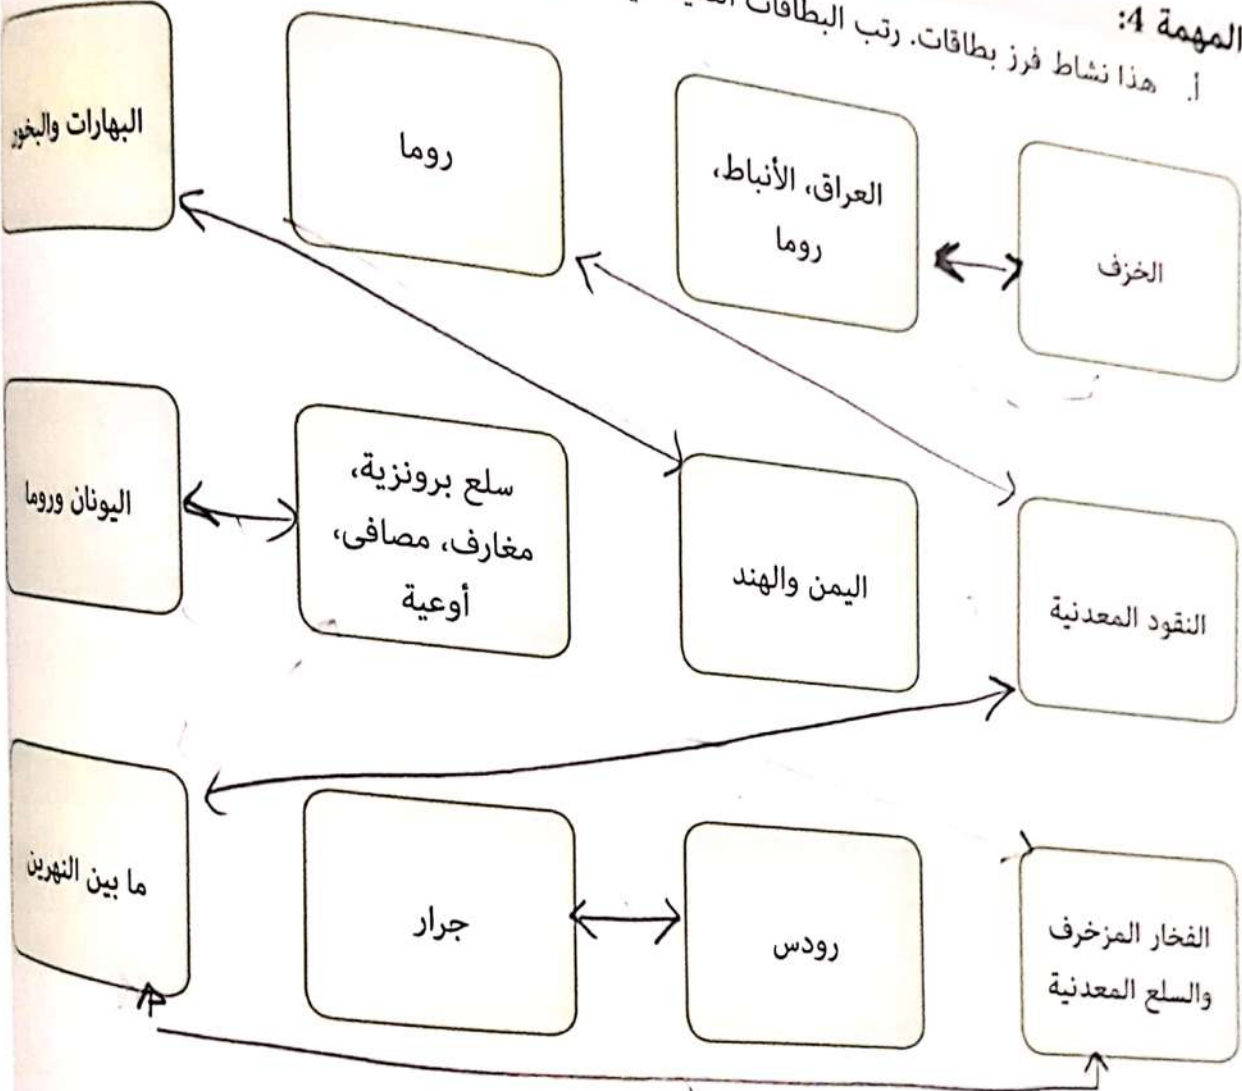 المهمة 4:
أ. هذا نشاط فرز بطاقات. رتب البطاقات
الخزف
العراق، الأنباط،
روما
روما
البهارات والبخور
النقود المعدنية
اليمن والهند
سلع برونزية،
مغارف، مصافى،
أوعية
اليونان وروما
الفخار المزخرف
والسلع المعدنية
رودس
جرار
ما بين النهرين